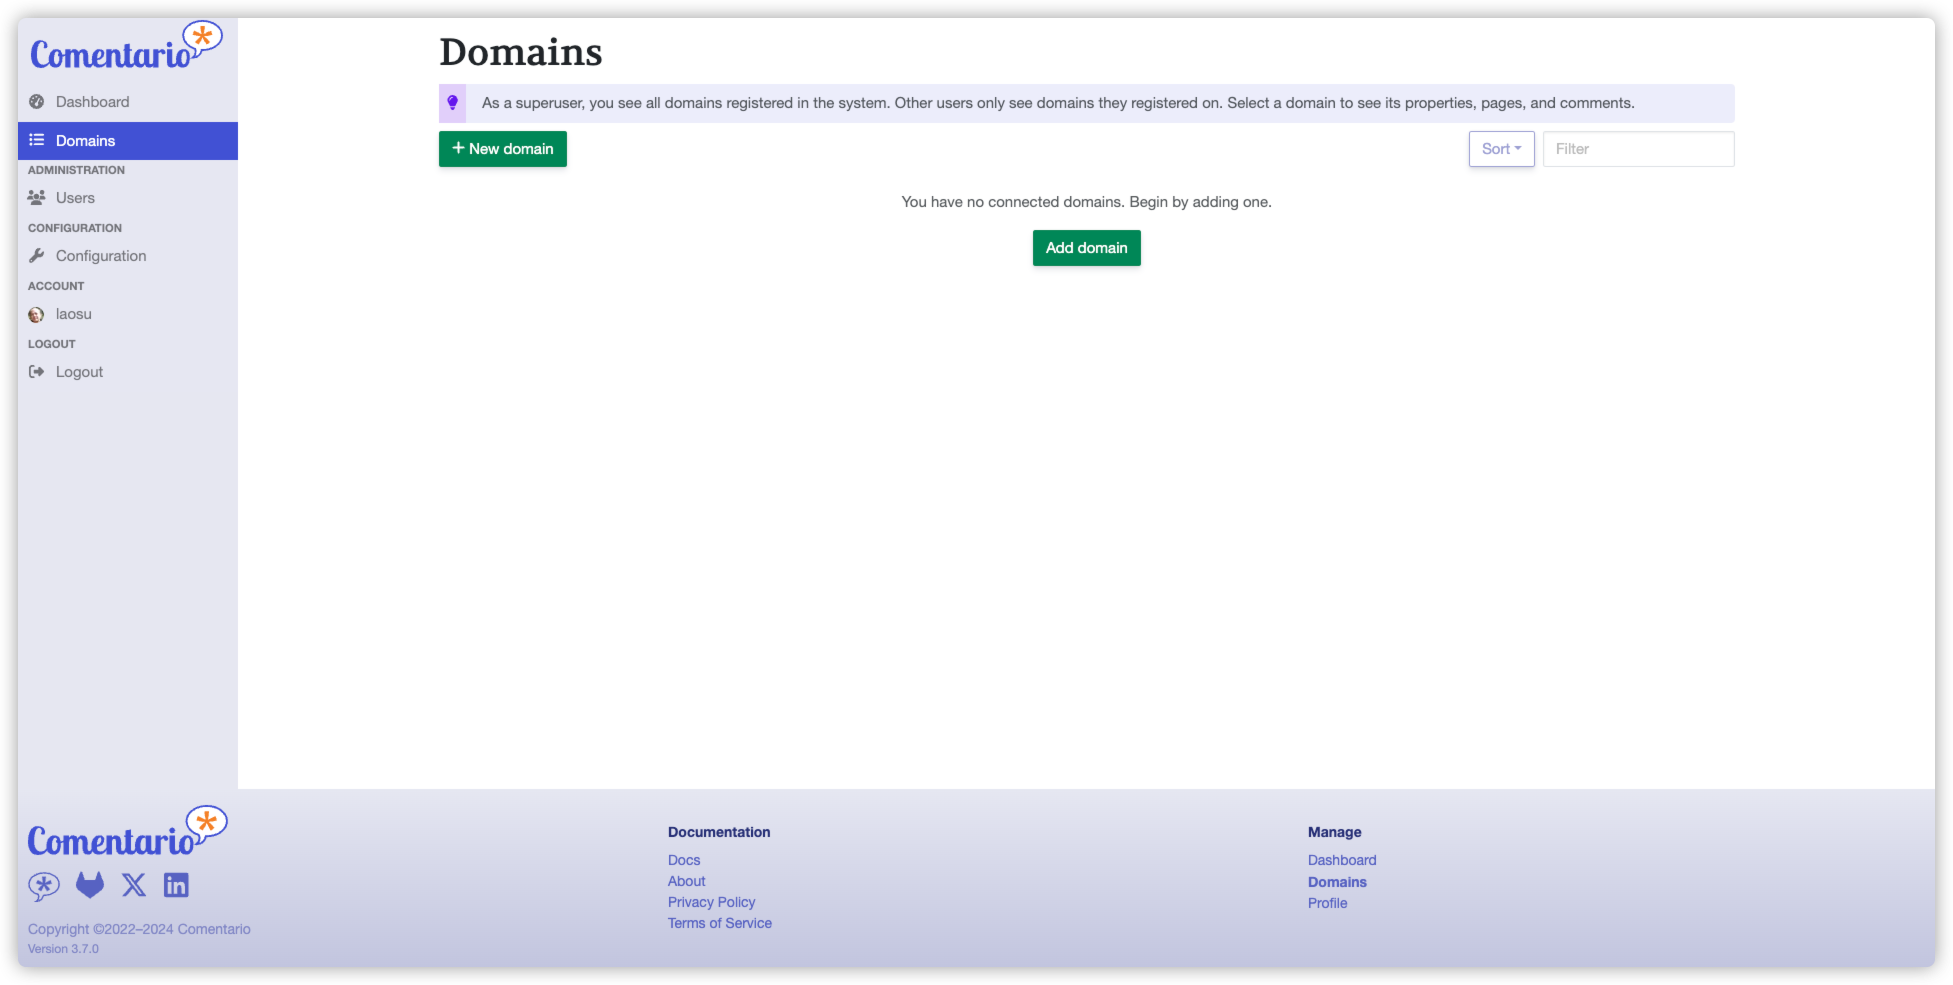 Comentario
Dashboard
Domains
ADMINISTRATION
Users
CONFIGURATION
Configuration
ACCOUNT
laosu
LOGOUT
Logout
Domains
As a superuser, you see all domains registered in the system. Other users only see domains they registered on. Select a domain to see its properties, pages, and comments.
+ New domain
Sort
Filter
You have no connected domains. Begin by adding one.
Add domain
Comentario
Copyright ©2022–2024 Comentario
Version 3.7.0
Documentation
Docs
About
Privacy Policy
Terms of Service
Manage
Dashboard
Domains
Profile